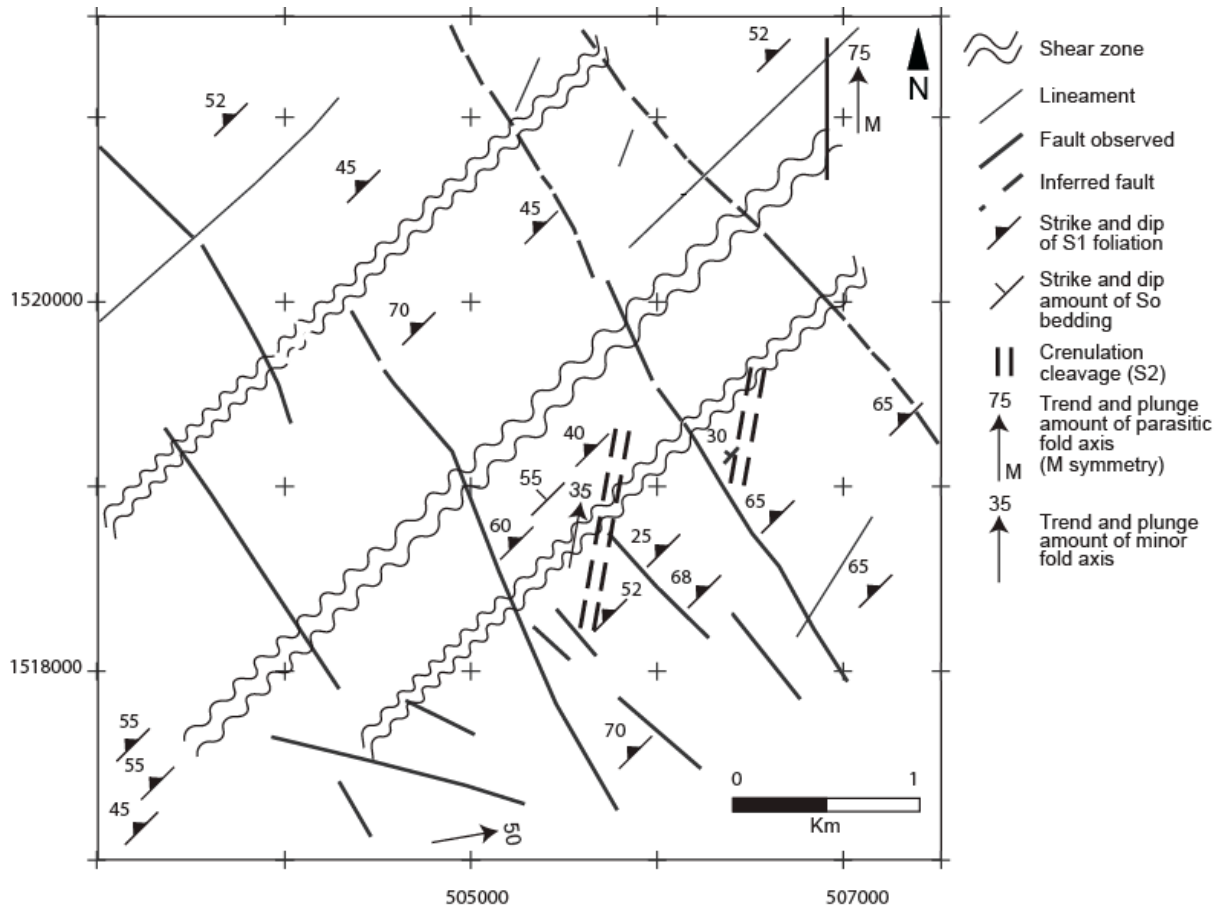 52
75
N
M
52
45
45
1520000
70
65
40
30
55
35
65
60
25
68
65
52
1518000
55
55
70
45
50
0 1
Km
505000 507000
Shear zone
Lineament
Fault observed
Inferred fault
Strike and dip
of S1 foliation
Strike and dip
amount of So
bedding
Crenulation
cleavage (S2)
75
Trend and plunge
amount of parasitic
fold axis
(M symmetry)
M
35
Trend and plunge
amount of minor
fold axis